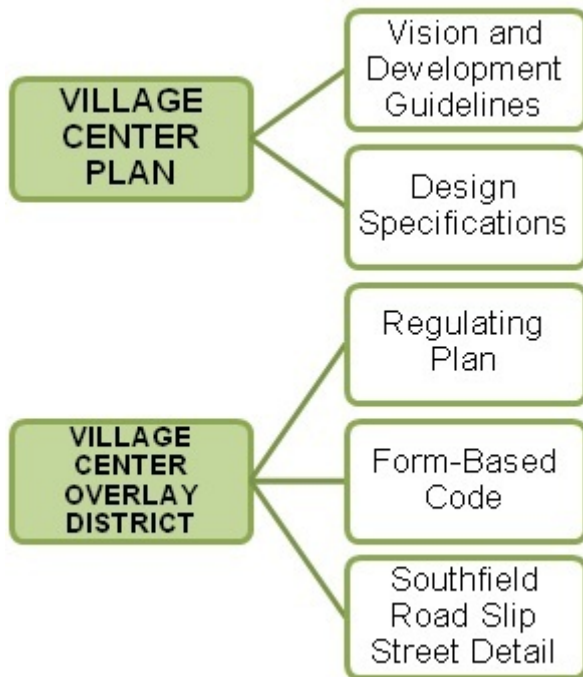 VILLAGE
CENTER
PLAN
Vision and
Development
Guidelines
Design
Specifications
VILLAGE
CENTER
OVERLAY
DISTRICT
Regulating
Plan
Form-Based
Code
Southfield
Road Slip
Street Detail